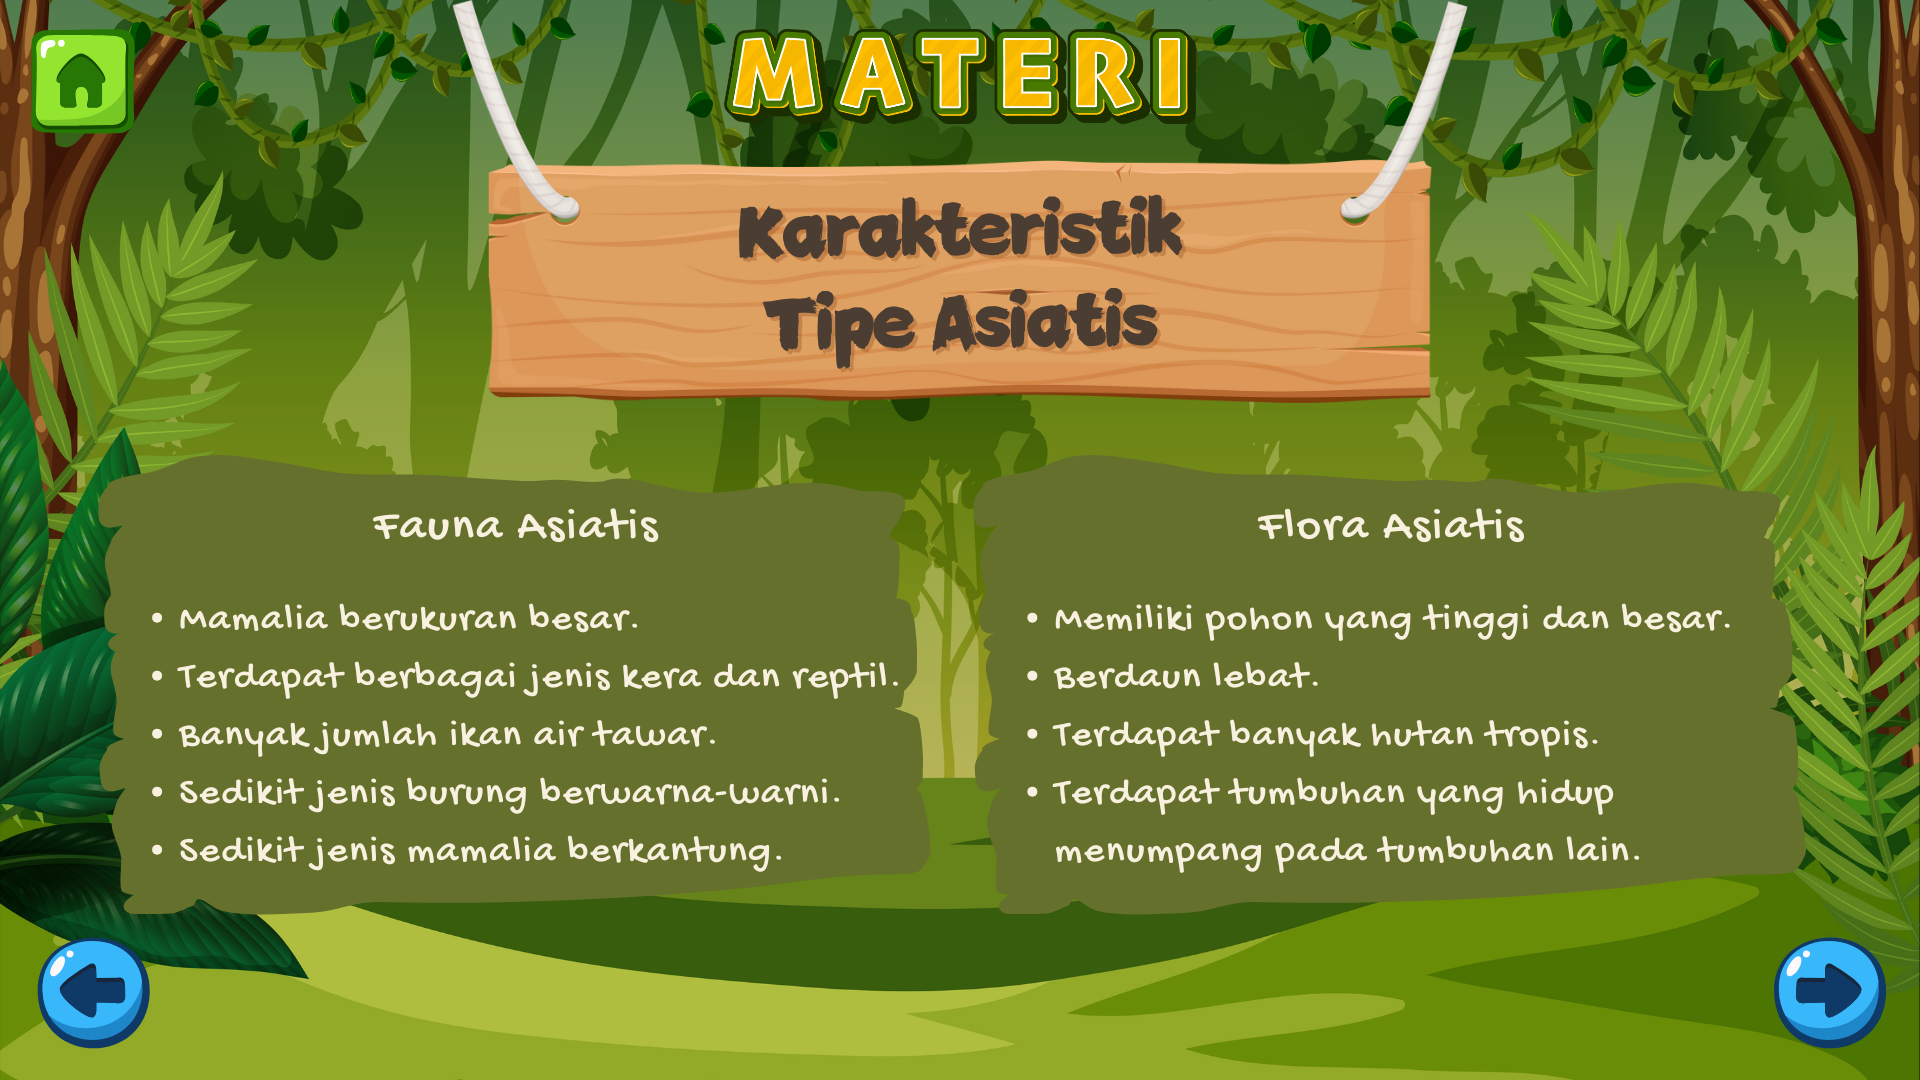 MATERI
Karakteristik
Tipe Asiatis
Fauna Asiatis
• Mamalia berukuran besar.
• Terdapat berbagai jenis kera dan reptil.
• Banyak jumlah ikan air tawar.
• Sedikit jenis burung berwarna-warni.
• Sedikit jenis mamalia berkantung.
Flora Asiatis
• Memiliki pohon yang tinggi dan besar.
• Berdaun lebat.
• Terdapat banyak hutan tropis.
• Terdapat tumbuhan yang hidup
menumpang pada tumbuhan lain.